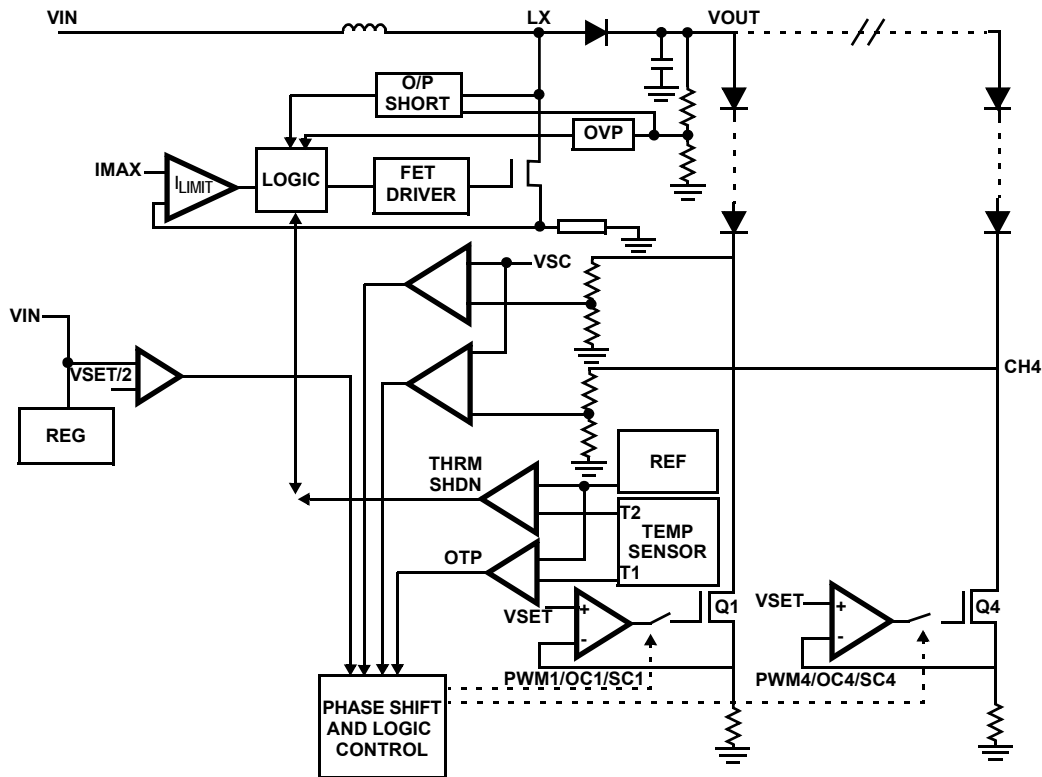 VIN
LX
VOUT
O/P
SHORT
OVP
IMAX
ILIMIT
LOGIC
FET
DRIVER
VSC
VIN
VSET/2
REG
CH4
THRM
SHDN
REF
T2
TEMP
SENSOR
T1
OTP
VSET
+
-
Q1
VSET
+
-
Q4
PWM1/OC1/SC1
PWM4/OC4/SC4
PHASE SHIFT
AND LOGIC
CONTROL